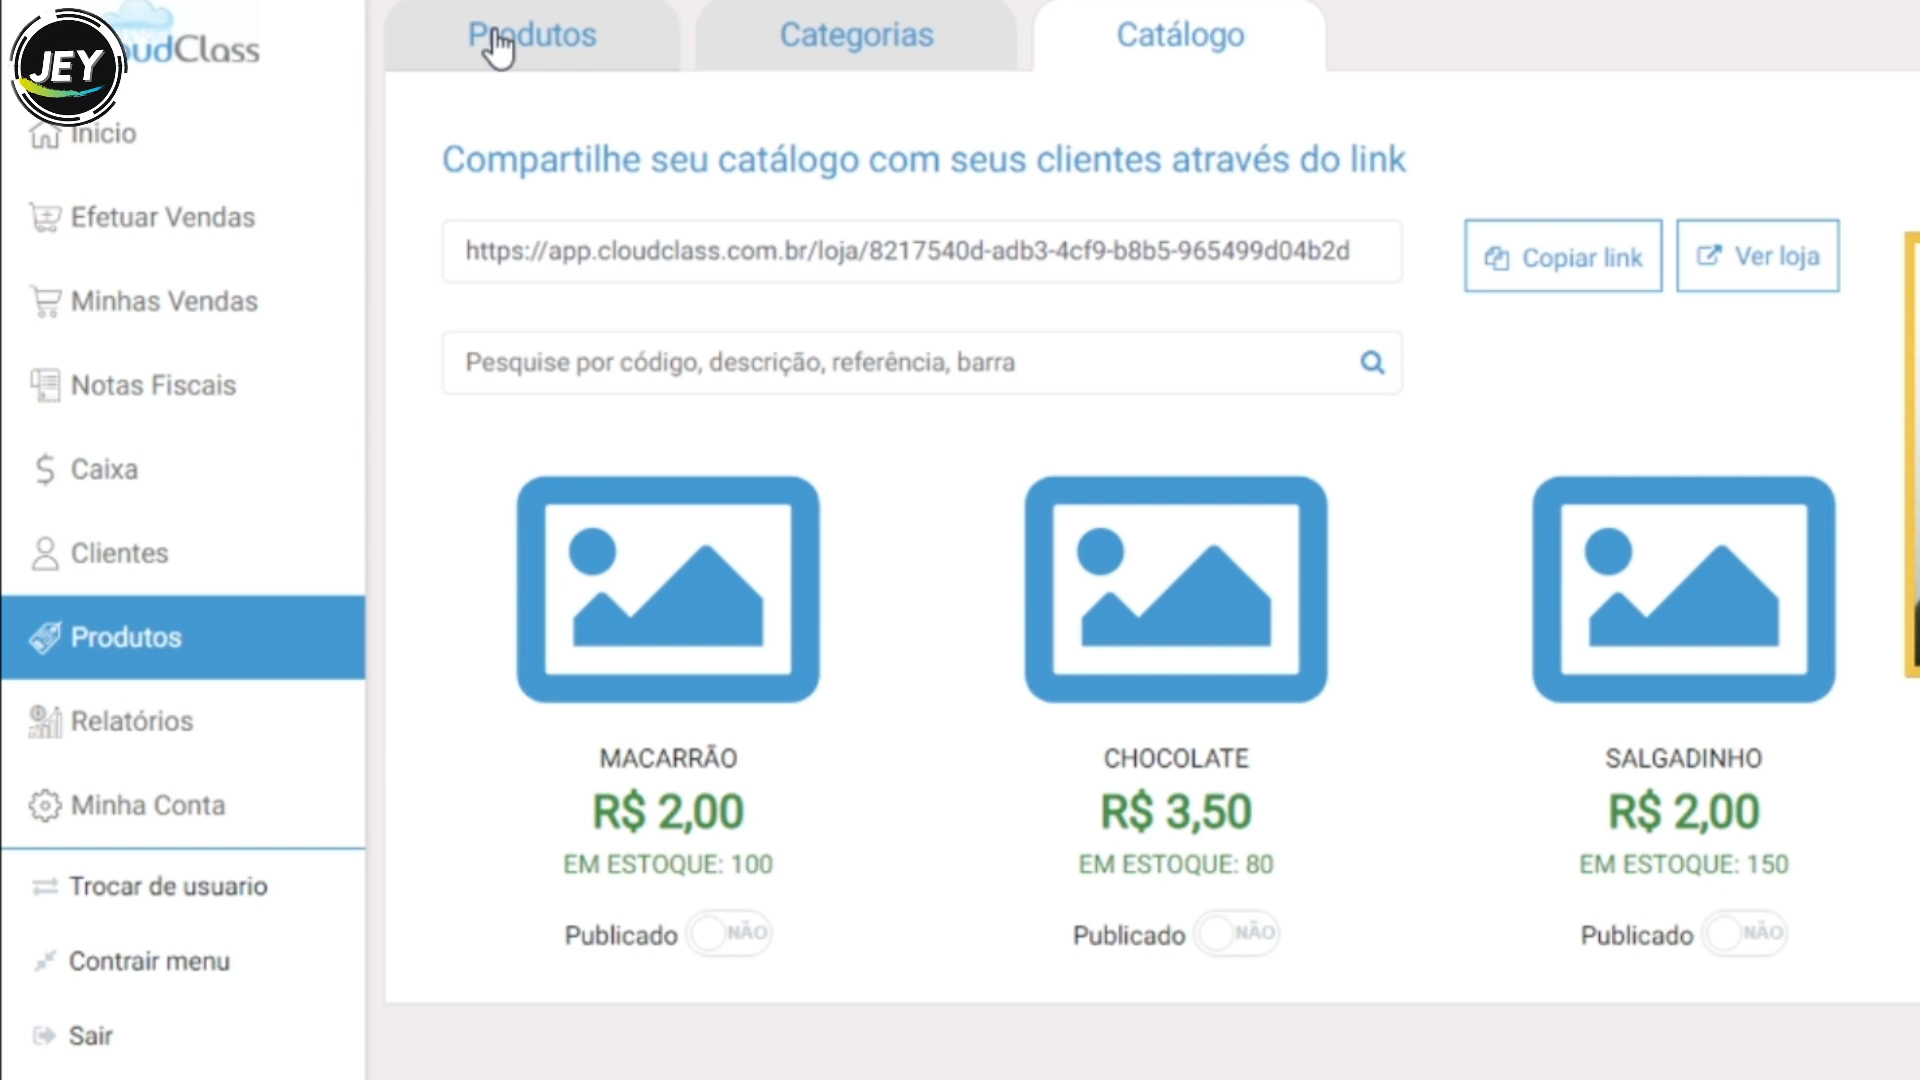 JEY
oudClass
Início
Efetuar Vendas
Minhas Vendas
Notas Fiscais
Caixa
Clientes
Produtos
Relatórios
Minha Conta
Trocar de usuario
Contrair menu
Sair
Produtos
Categorias
Catálogo
Compartilhe seu catálogo com seus clientes através do link
https://app.cloudclass.com.br/loja/8217540d-adb3-4cf9-b8b5-965499d04b2d
Copiar link
Ver loja
Pesquise por código, descrição, referência, barra
MACARRÃO
R$ 2,00
EM ESTOQUE: 100
Publicado NÃO
CHOCOLATE
R$ 3,50
EM ESTOQUE: 80
Publicado NÃO
SALGADINHO
R$ 2,00
EM ESTOQUE: 150
Publicado NÃO